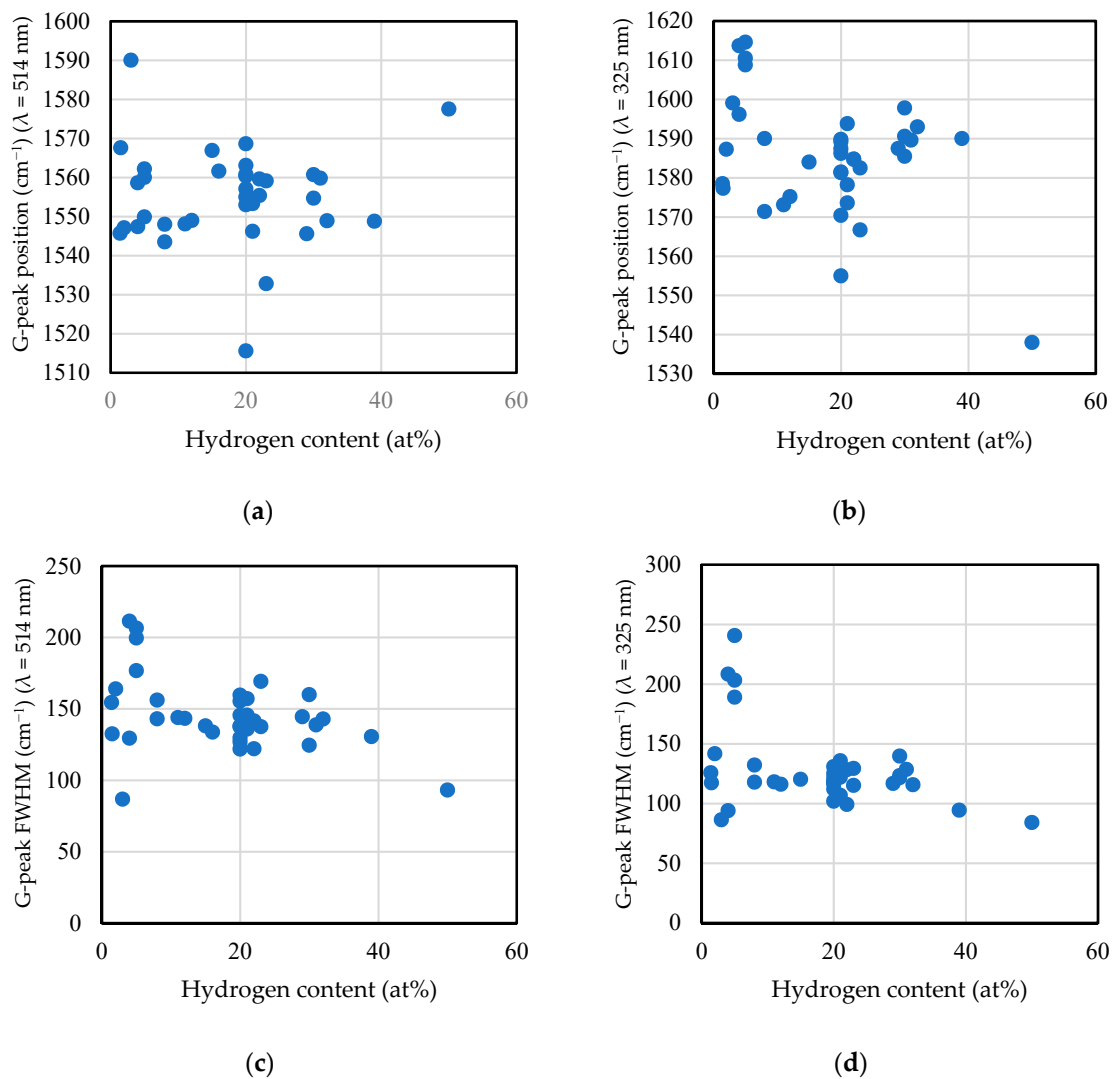 G-peak position (cm⁻¹) (λ = 514 nm)
1600
1590
1580
1570
1560
1550
1540
1530
1520
1510
0 20 40 60
Hydrogen content (at%)
(a)
G-peak position (cm⁻¹) (λ = 325 nm)
1620
1610
1600
1590
1580
1570
1560
1550
1540
1530
0 20 40 60
Hydrogen content (at%)
(b)
G-peak FWHM (cm⁻¹) (λ = 514 nm)
250
200
150
100
50
0
0 20 40 60
Hydrogen content (at%)
(c)
G-peak FWHM (cm⁻¹) (λ = 325 nm)
300
250
200
150
100
50
0
0 20 40 60
Hydrogen content (at%)
(d)